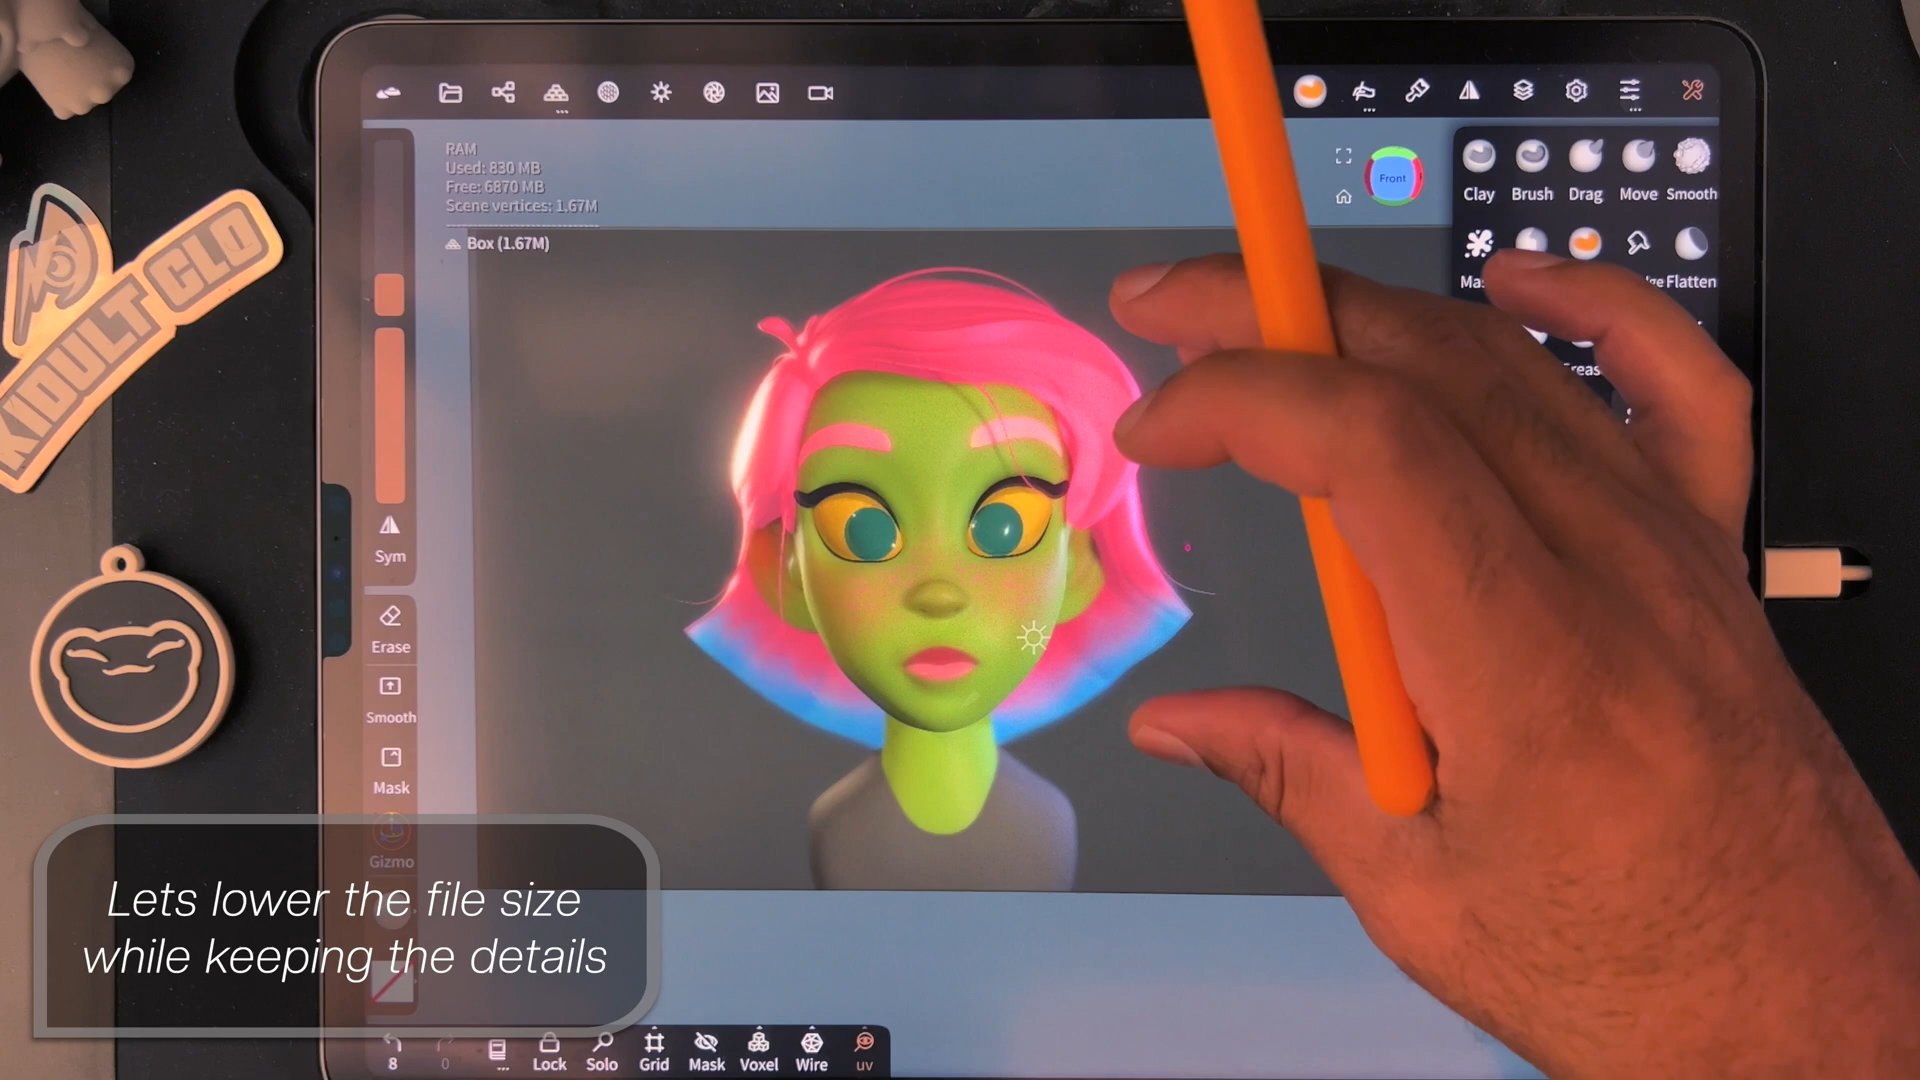 RAM
Used: 830 MB
Free: 6870 MB
Scene vertices: 1.67M
Box (1.67M)
Front
Clay Brush Drag Move Smooth
Flatten
Sym
Erase
Smooth
Mask
Gizmo
KIDULT CLO
Lets lower the file size
while keeping the details
8 0 ... Lock Solo Grid Mask Voxel Wire uv